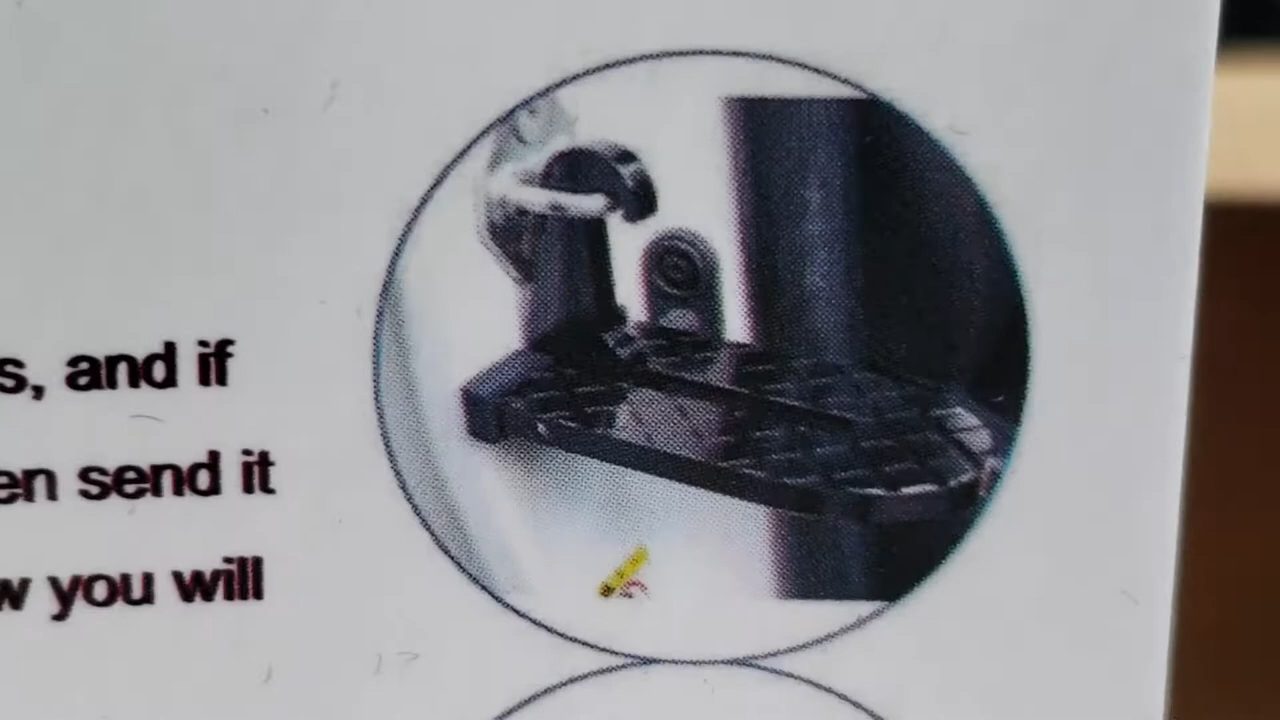 s, and if
en send it
w you will